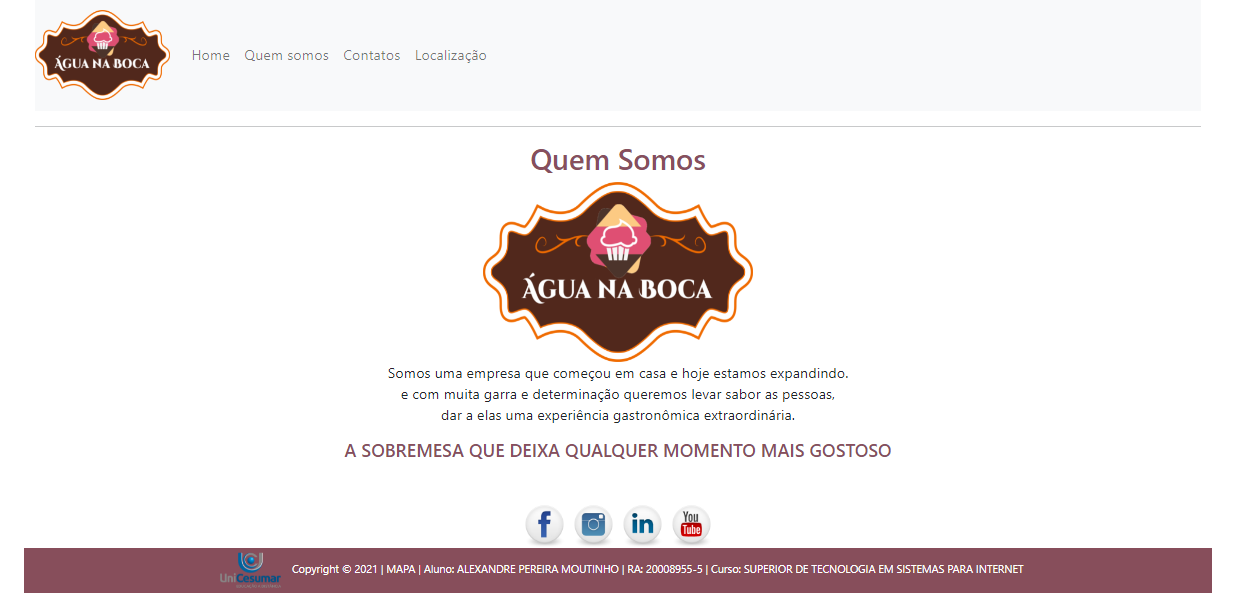 ÁGUA NA BOCA
Home Quem somos Contatos Localização
Quem Somos
ÁGUA NA BOCA
Somos uma empresa que começou em casa e hoje estamos expandindo.
e com muita garra e determinação queremos levar sabor as pessoas,
dar a elas uma experiência gastronômica extraordinária.
A SOBREMESA QUE DEIXA QUALQUER MOMENTO MAIS GOSTOSO
f in You Tube
UniCesumar
Copyright © 2021 | MAPA | Aluno: ALEXANDRE PEREIRA MOUTINHO | RA: 20008955-5 | Curso: SUPERIOR DE TECNOLOGIA EM SISTEMAS PARA INTERNET